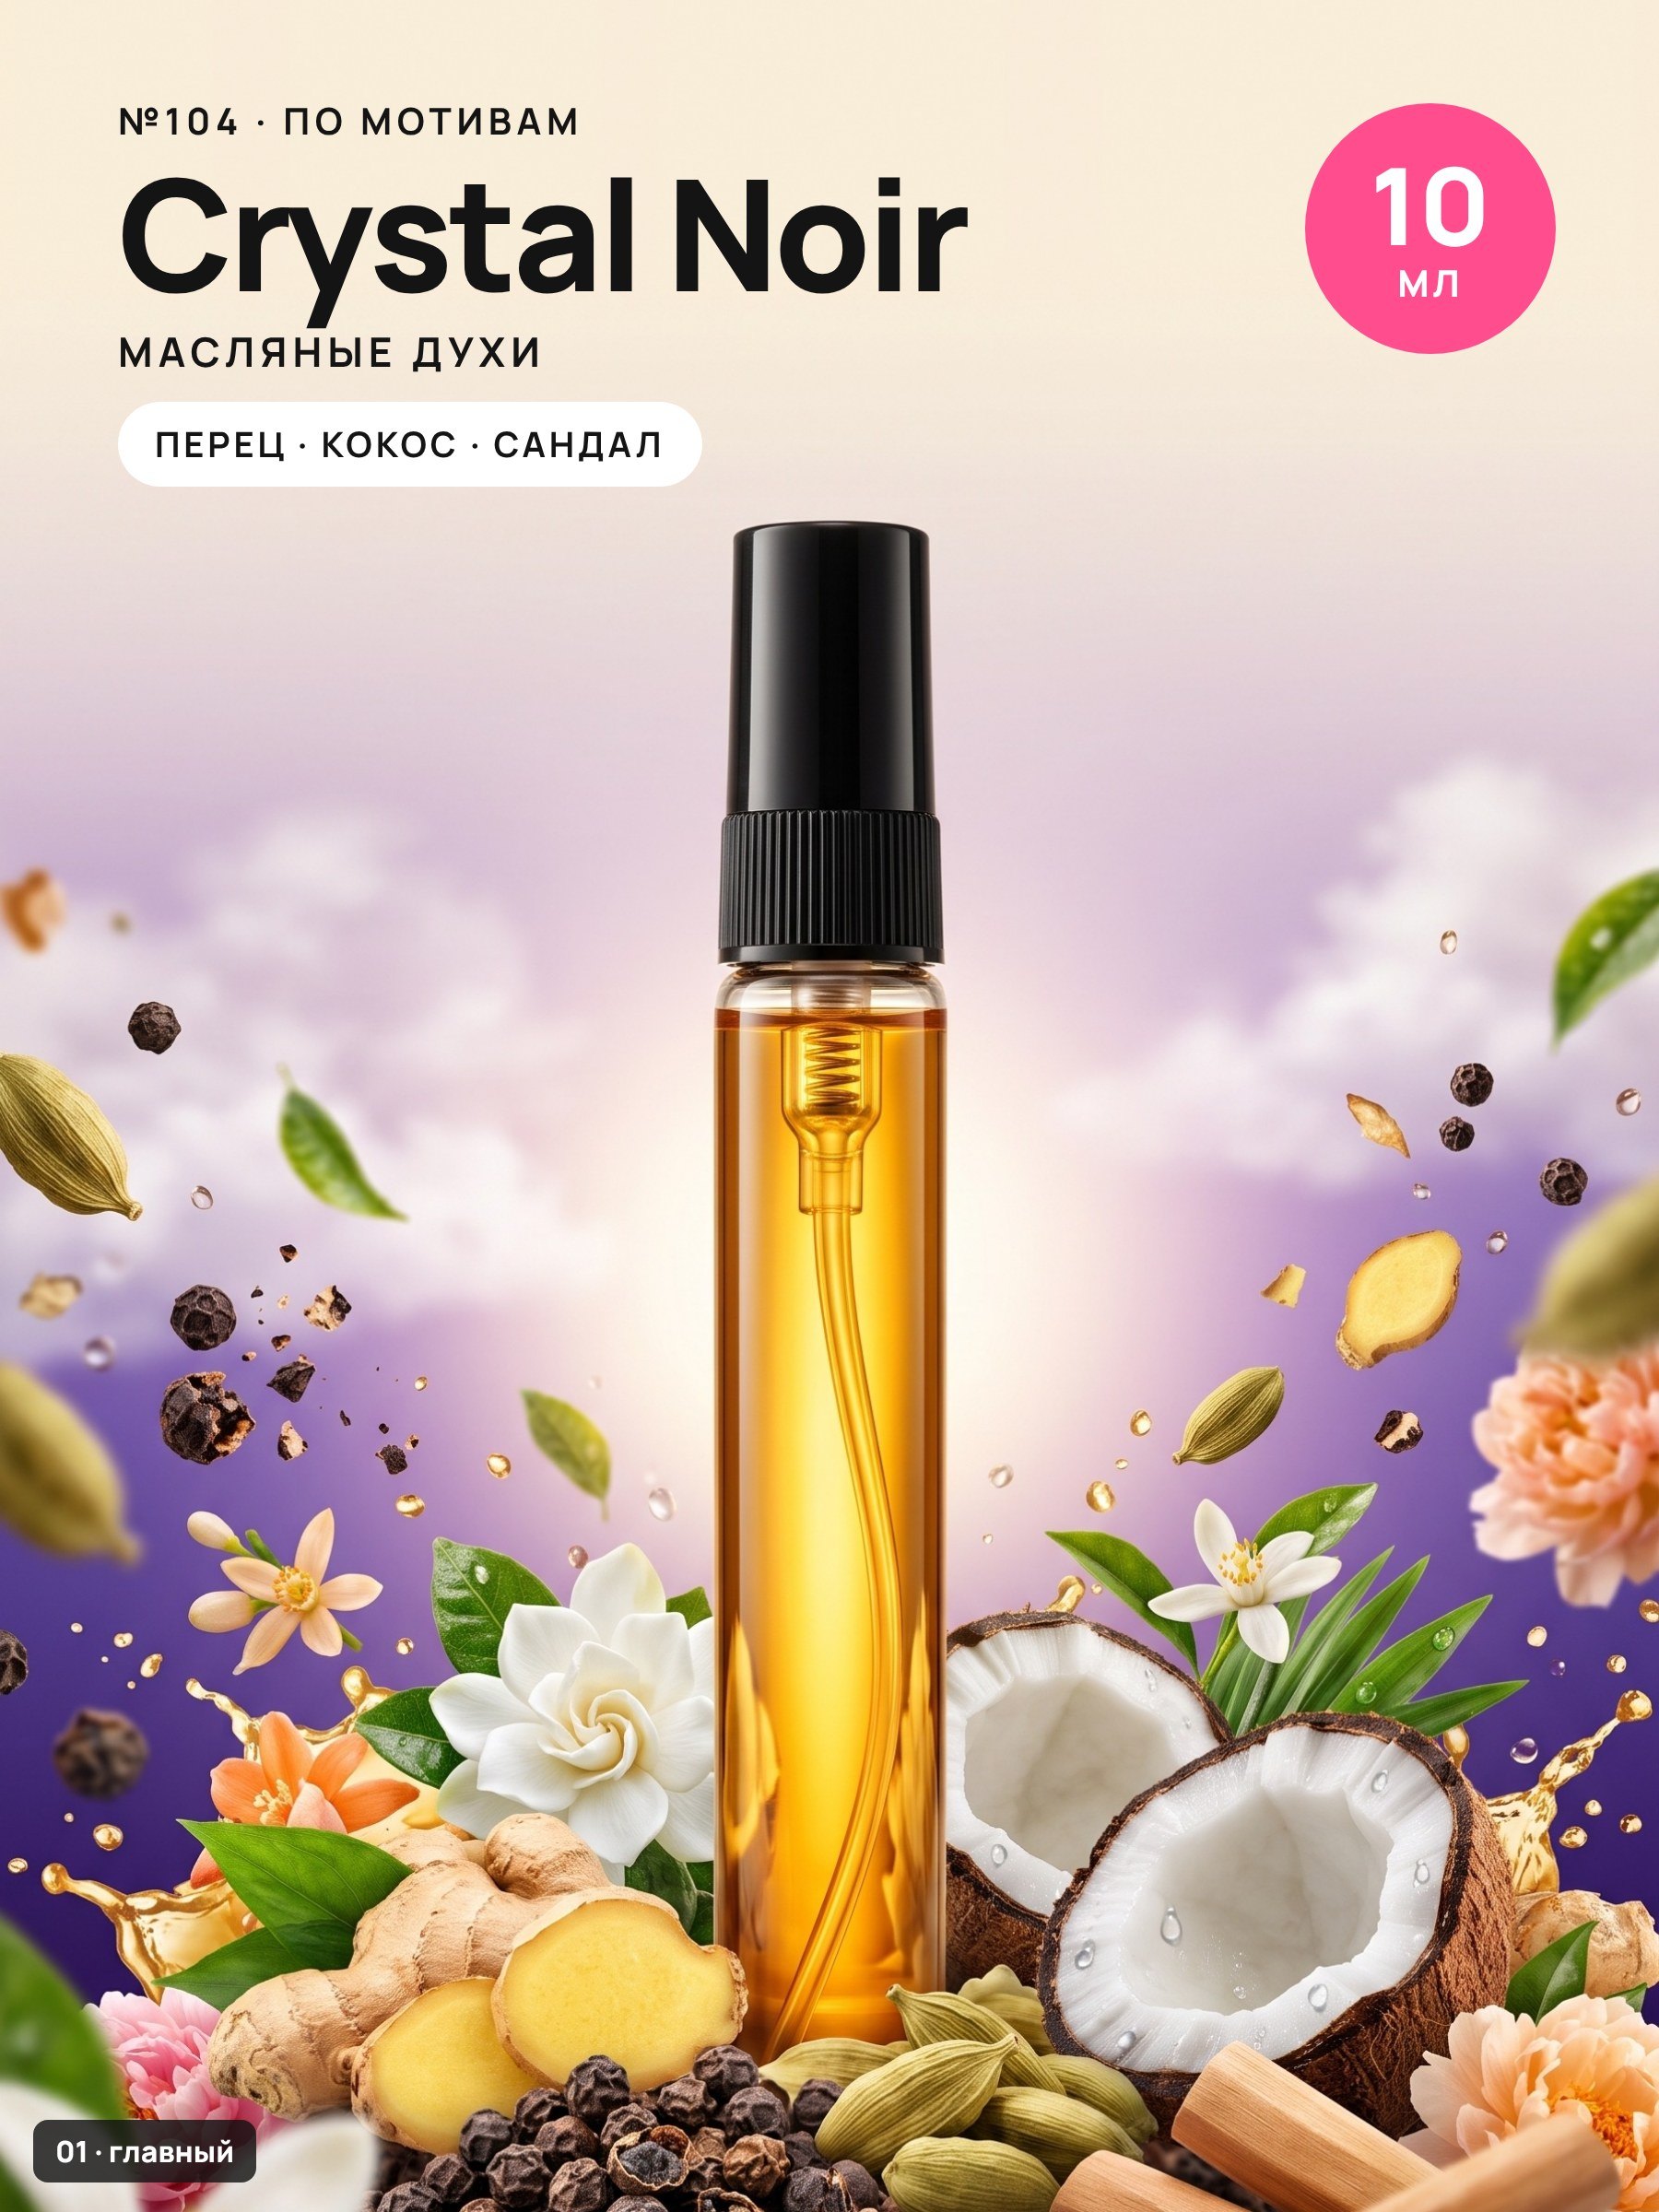 №104 · ПО МОТИВАМ
Crystal Noir
МАСЛЯНЫЕ ДУХИ
ПЕРЕЦ · КОКОС · САНДАЛ
10
МЛ
01 · главный